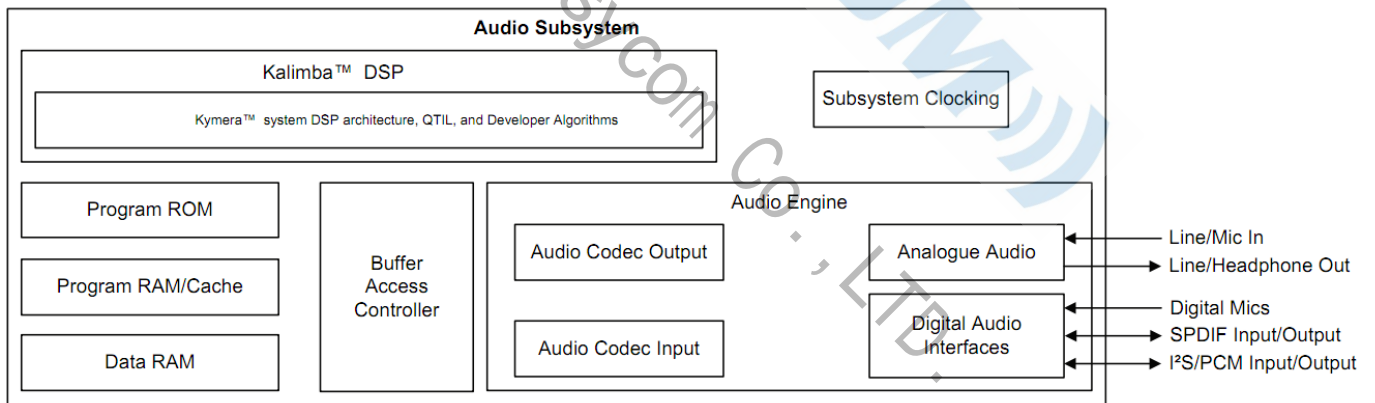 Audio Subsystem
Kalimba™ DSP
Kymera™ system DSP architecture, QTIL, and Developer Algorithms
Subsystem Clocking
Program ROM
Program RAM/Cache
Data RAM
Buffer
Access
Controller
Audio Engine
Audio Codec Output
Audio Codec Input
Analogue Audio
Digital Audio
Interfaces
Line/Mic In
Line/Headphone Out
Digital Mics
SPDIF Input/Output
I²S/PCM Input/Output
Co., LTD.